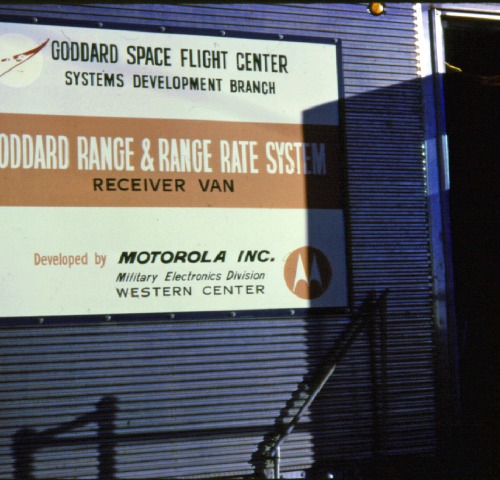 GODDARD SPACE FLIGHT CENTER
SYSTEMS DEVELOPMENT BRANCH
ODDARD RANGE & RANGE RATE SYSTEM
RECEIVER VAN
Developed by MOTOROLA INC.
Military Electronics Division
WESTERN CENTER